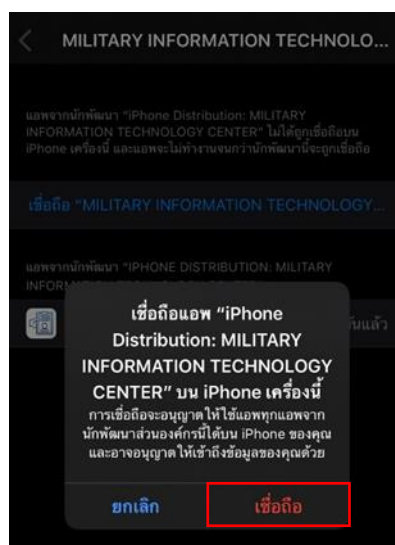 MILITARY INFORMATION TECHNOLO...
แอพจากนักพัฒนา "iPhone Distribution: MILITARY
INFORMATION TECHNOLOGY CENTER" ไม่ได้ถูกเชื่อถือบน
iPhone เครื่องนี้ และแอพจะไม่ทำงานจนกว่านักพัฒนานี้จะถูกเชื่อถือ
เชื่อถือ "MILITARY INFORMATION TECHNOLOGY...
แอพจากนักพัฒนา "IPHONE DISTRIBUTION: MILITARY
เชื่อถือแอพ "iPhone
Distribution: MILITARY
INFORMATION TECHNOLOGY
CENTER" บน iPhone เครื่องนี้
การเชื่อถือจะอนุญาตให้ใช้แอพทุกแอพจาก
นักพัฒนาส่วนองค์กรนี้ได้บน iPhone ของคุณ
และอาจอนุญาตให้เข้าถึงข้อมูลของคุณด้วย
ยกเลิก
เชื่อถือ